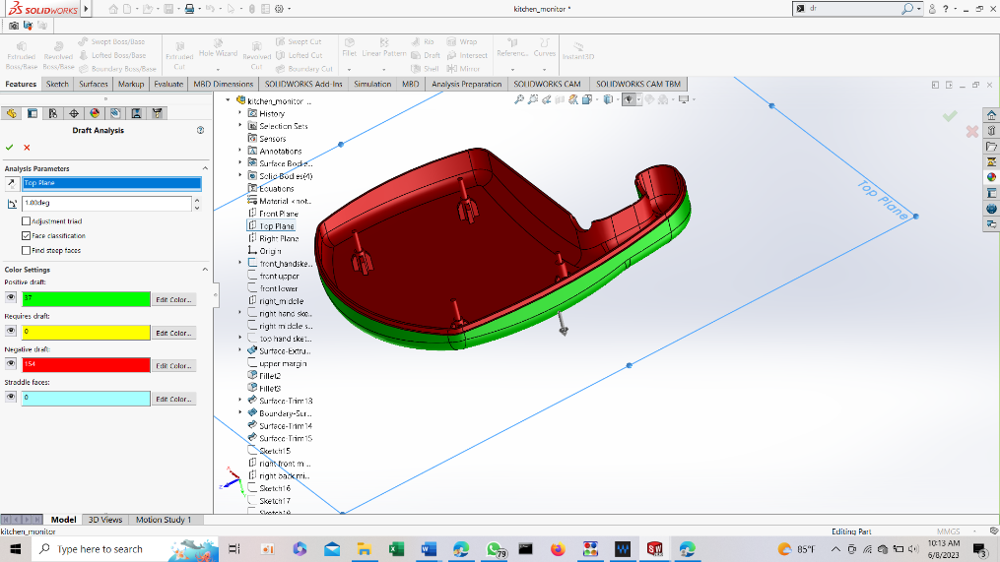 SOLIDWORKS
kitchen_monitor *
dr
Extruded Boss/Base
Revolved Boss/Base
Swept Boss/Base
Lofted Boss/Base
Boundary Boss/Base
Extruded Cut
Hole Wizard
Revolved Cut
Swept Cut
Lofted Cut
Boundary Cut
Fillet
Linear Pattern
Rib
Draft
Shell
Wrap
Intersect
Mirror
Referenc...
Curves
Instant3D
Features
Sketch
Surfaces
Markup
Evaluate
MBD Dimensions
SOLIDWORKS Add-Ins
Simulation
MBD
Analysis Preparation
SOLIDWORKS CAM
SOLIDWORKS CAM TBM
Draft Analysis
Analysis Parameters
Top Plane
1.00deg
Adjustment triad
Face classification
Find steep faces
Color Settings
Positive draft:
37
Edit Color...
Requires draft:
0
Edit Color...
Negative draft:
154
Edit Color...
Straddle faces:
0
Edit Color...
kitchen_monitor ...
History
Selection Sets
Sensors
Annotations
Surface Bodie...
Solid Bodies(4)
Equations
Material <not...
Front Plane
Top Plane
Right Plane
Origin
front_handske...
front upper
front lower
right_middle
right hand ske...
right middle s...
top hand sket...
Surface-Extru...
upper margin
Fillet2
Fillet3
Surface-Trim13
Boundary-Sur...
Surface-Trim14
Surface-Trim15
Sketch15
right front mi...
right back mi...
Sketch16
Sketch17
Sketch18
Top Plane
Model
3D Views
Motion Study 1
kitchen_monitor
Editing Part
MMGS
Type here to search
79
85°F
10:13 AM
6/8/2023
3